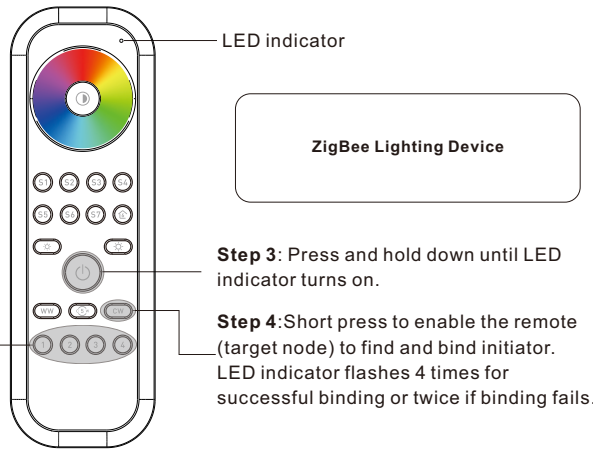 LED indicator
ZigBee Lighting Device
S1 S2 S3 S4
S5 S6 S7
Step 3: Press and hold down until LED
indicator turns on.
WW S CW
Step 4:Short press to enable the remote
(target node) to find and bind initiator.
LED indicator flashes 4 times for
successful binding or twice if binding fails.
1 2 3 4